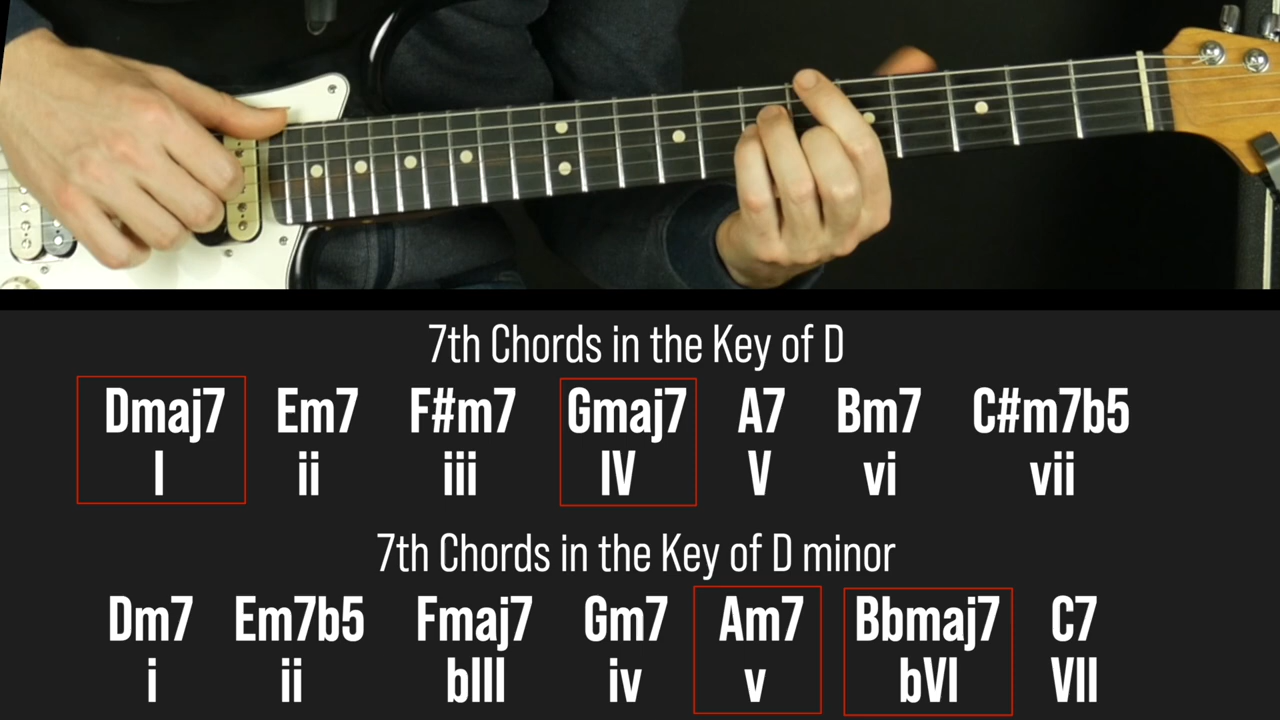 7th Chords in the Key of D
Dmaj7 Em7 F#m7 Gmaj7 A7 Bm7 C#m7b5
I ii iii IV V vi vii
7th Chords in the Key of D minor
Dm7 Em7b5 Fmaj7 Gm7 Am7 Bbmaj7 C7
i ii bIII iv v bVI VII